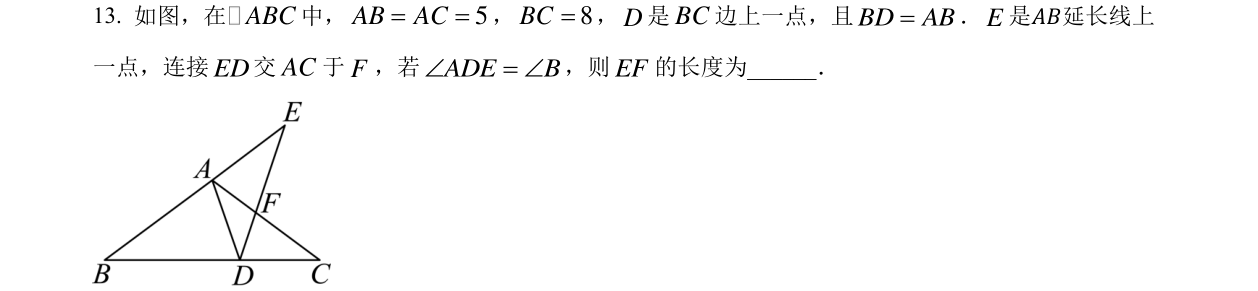 13. 如图，在□ABC中，AB = AC = 5，BC = 8，D是BC边上一点，且BD = AB．E是AB延长线上
一点，连接ED交AC于F，若∠ADE = ∠B，则EF的长度为______．
E
A
F
B D C